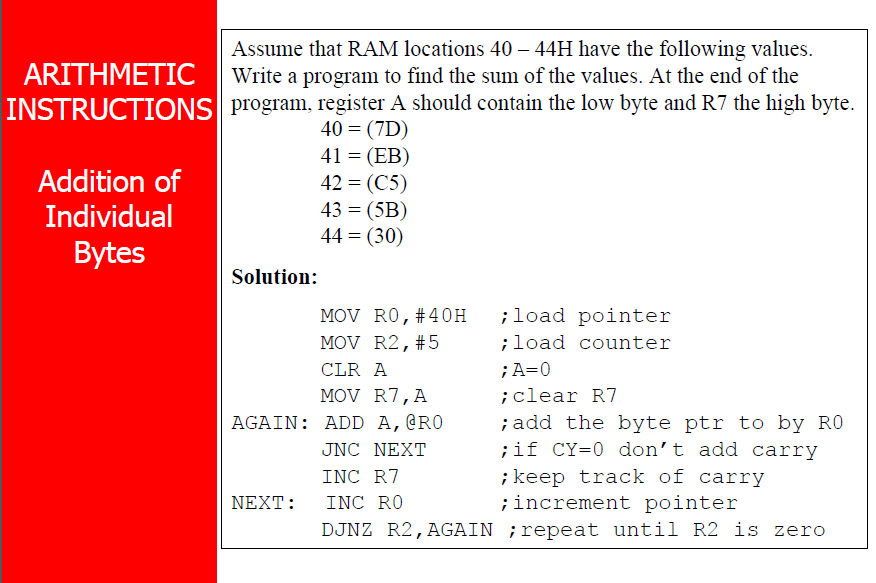 ARITHMETIC
INSTRUCTIONS
Addition of
Individual
Bytes
Assume that RAM locations 40 – 44H have the following values.
Write a program to find the sum of the values. At the end of the
program, register A should contain the low byte and R7 the high byte.
40 = (7D)
41 = (EB)
42 = (C5)
43 = (5B)
44 = (30)
Solution:
MOV R0,#40H ;load pointer
MOV R2,#5 ;load counter
CLR A ;A=0
MOV R7,A ;clear R7
AGAIN: ADD A,@R0 ;add the byte ptr to by R0
JNC NEXT ;if CY=0 don’t add carry
INC R7 ;keep track of carry
NEXT: INC R0 ;increment pointer
DJNZ R2,AGAIN ;repeat until R2 is zero